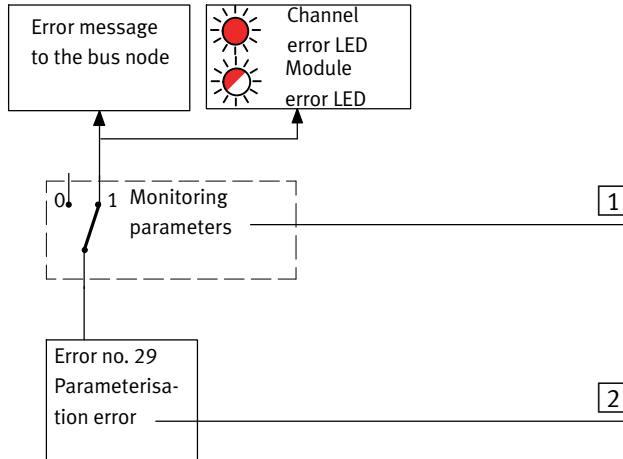 Error message
to the bus node
Channel
error LED
Module
error LED
0
1
Monitoring
parameters
1
Error no. 29
Parameterisa-
tion error
2